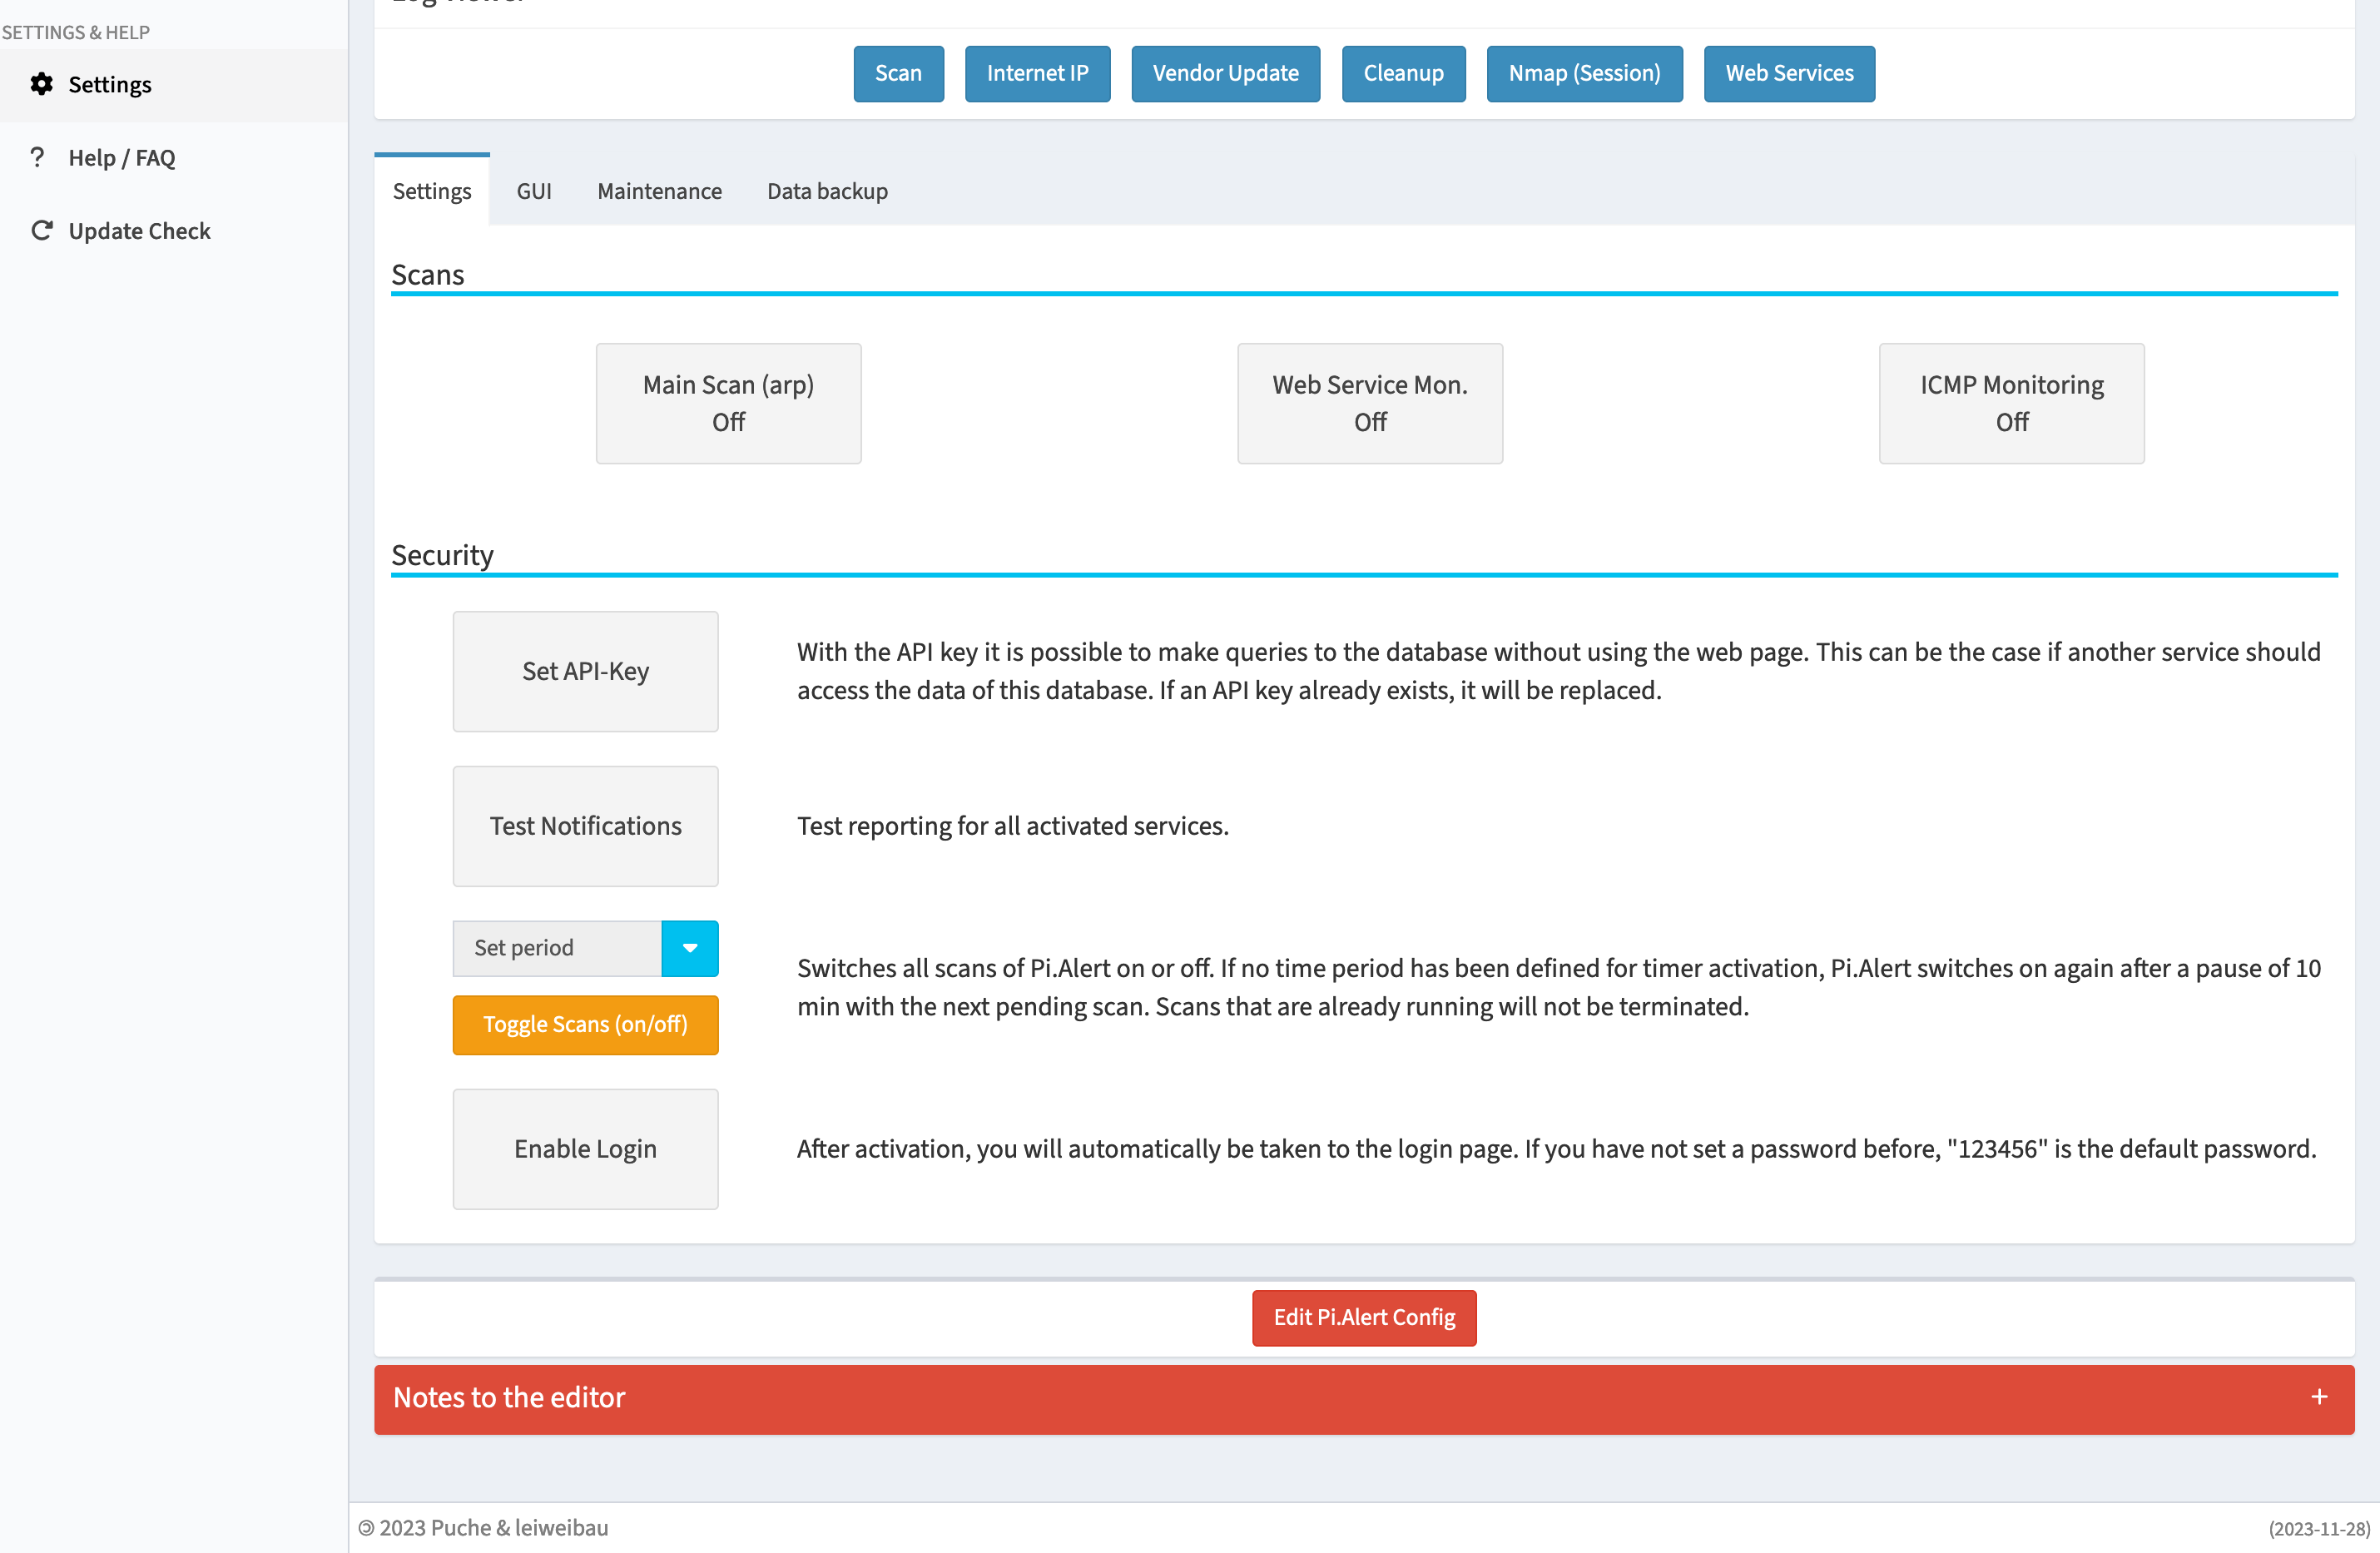 SETTINGS & HELP
Settings
Help / FAQ
Update Check
Scan
Internet IP
Vendor Update
Cleanup
Nmap (Session)
Web Services
Settings
GUI
Maintenance
Data backup
Scans
Main Scan (arp)
Off
Web Service Mon.
Off
ICMP Monitoring
Off
Security
Set API-Key
With the API key it is possible to make queries to the database without using the web page. This can be the case if another service should
access the data of this database. If an API key already exists, it will be replaced.
Test Notifications
Test reporting for all activated services.
Set period
Toggle Scans (on/off)
Switches all scans of Pi.Alert on or off. If no time period has been defined for timer activation, Pi.Alert switches on again after a pause of 10
min with the next pending scan. Scans that are already running will not be terminated.
Enable Login
After activation, you will automatically be taken to the login page. If you have not set a password before, "123456" is the default password.
Edit Pi.Alert Config
Notes to the editor
+
🄯 2023 Puche & leiweibau
(2023-11-28)